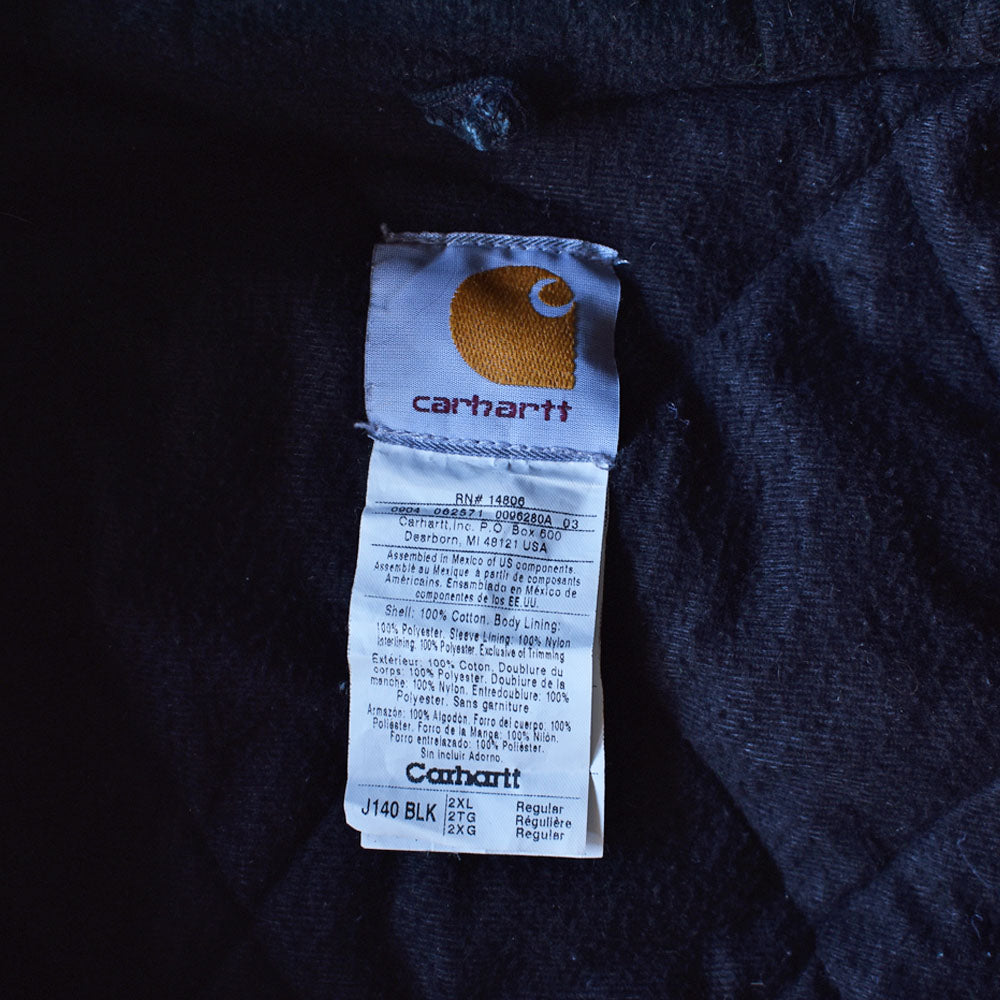 carhartt
RN# 14806
0904 062571 0096280A 03
Carhartt,Inc. P.O. Box 600
Dearborn, MI 48121 USA
Assembled in Mexico of US components.
Assemblé au Mexique à partir de composants
Américains. Ensamblado en México de
componentes de los EE.UU.
Shell: 100% Cotton. Body Lining:
100% Polyester. Sleeve Lining: 100% Nylon
Interlining: 100% Polyester. Exclusive of Trimming
Extérieur: 100% Coton. Doublure du
corps: 100% Polyester. Doublure de la
manche: 100% Nylon. Entredoublure: 100%
Polyester. Sans garniture
Armazón: 100% Algodón. Forro del cuerpo: 100%
Poliéster. Forro de la Manga: 100% Nilón.
Forro entrelazado: 100% Poliéster.
Sin incluir Adorno.
Carhartt
J140 BLK 2XL Regular
2TG Régulière
2XG Regular